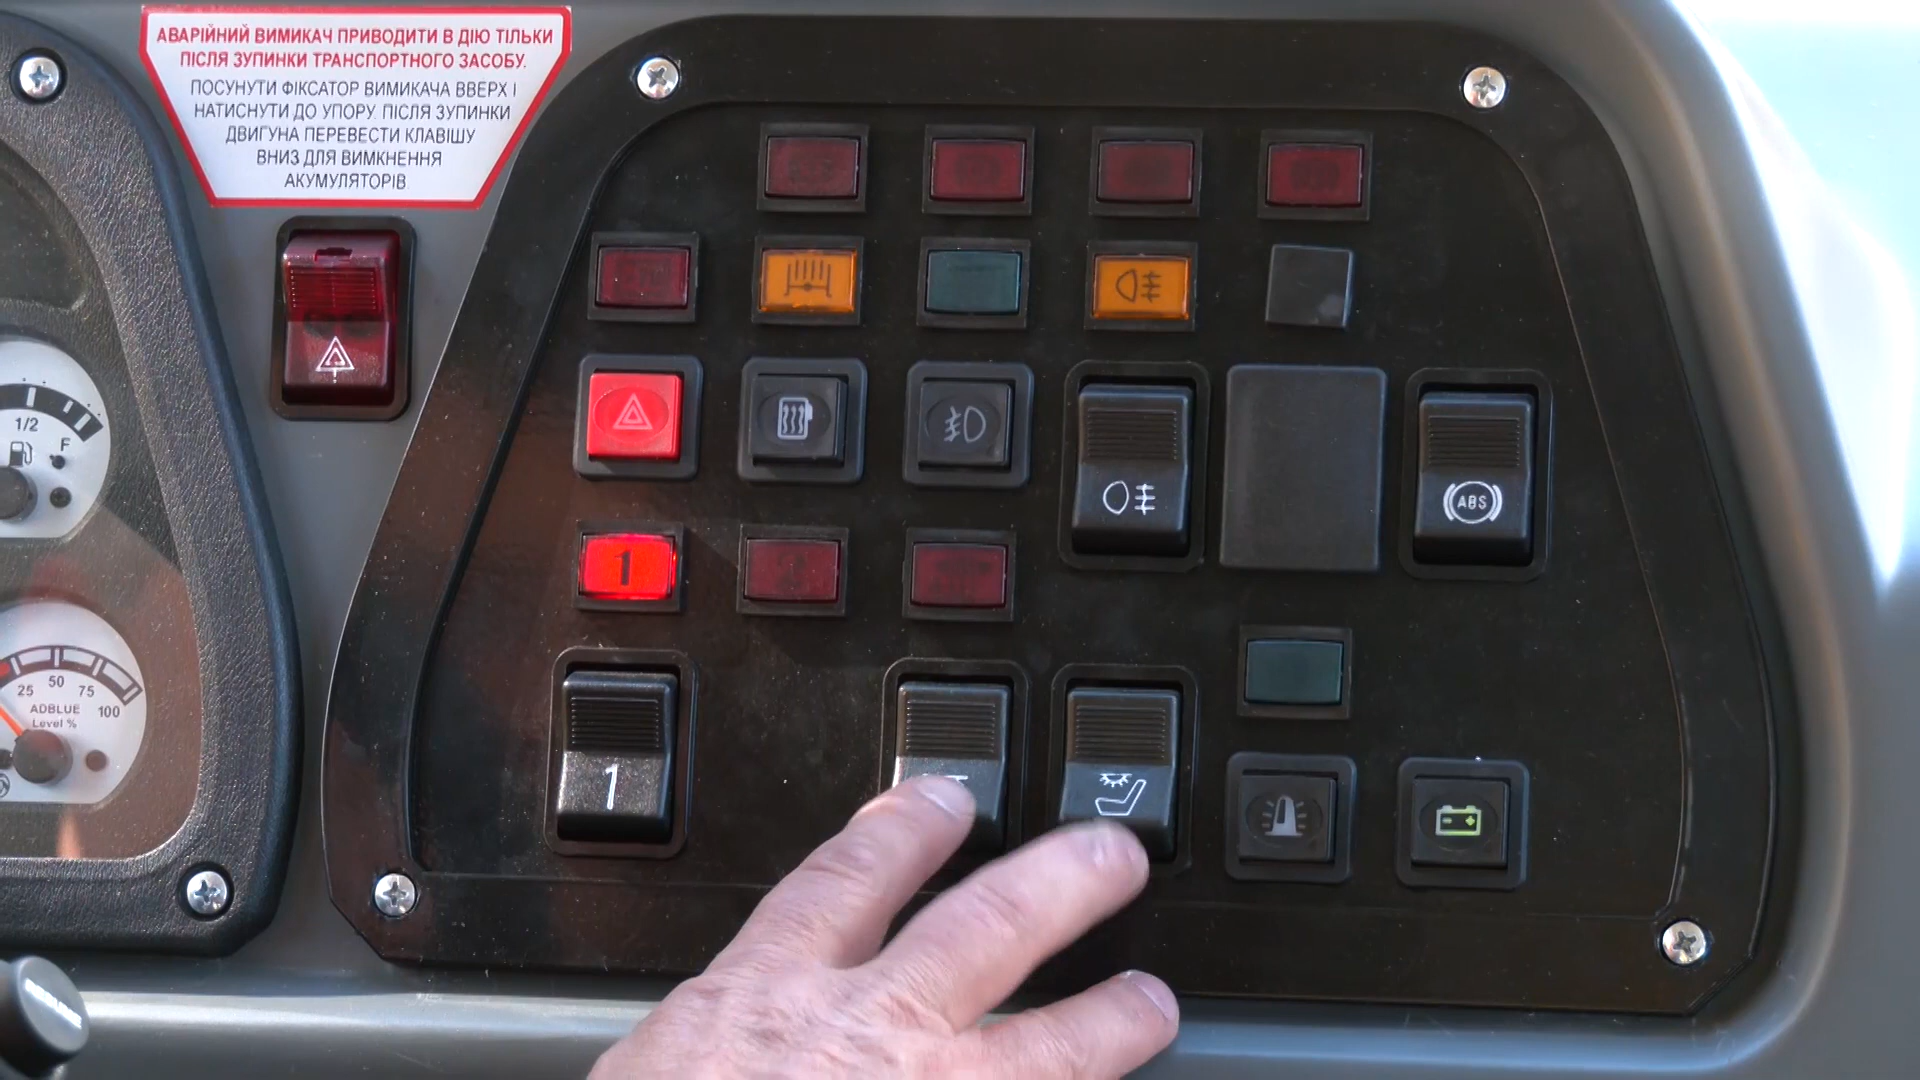 АВАРІЙНИЙ ВИМИКАЧ ПРИВОДИТИ В ДІЮ ТІЛЬКИ
ПІСЛЯ ЗУПИНКИ ТРАНСПОРТНОГО ЗАСОБУ.
ПОСУНУТИ ФІКСАТОР ВИМИКАЧА ВВЕРХ І
НАТИСНУТИ ДО УПОРУ. ПІСЛЯ ЗУПИНКИ
ДВИГУНА ПЕРЕВЕСТИ КЛАВІШУ
ВНИЗ ДЛЯ ВИМКНЕННЯ
АКУМУЛЯТОРІВ
1/2
F
ABS
1
2
25 50 75 100
ADBLUE
Level %
1